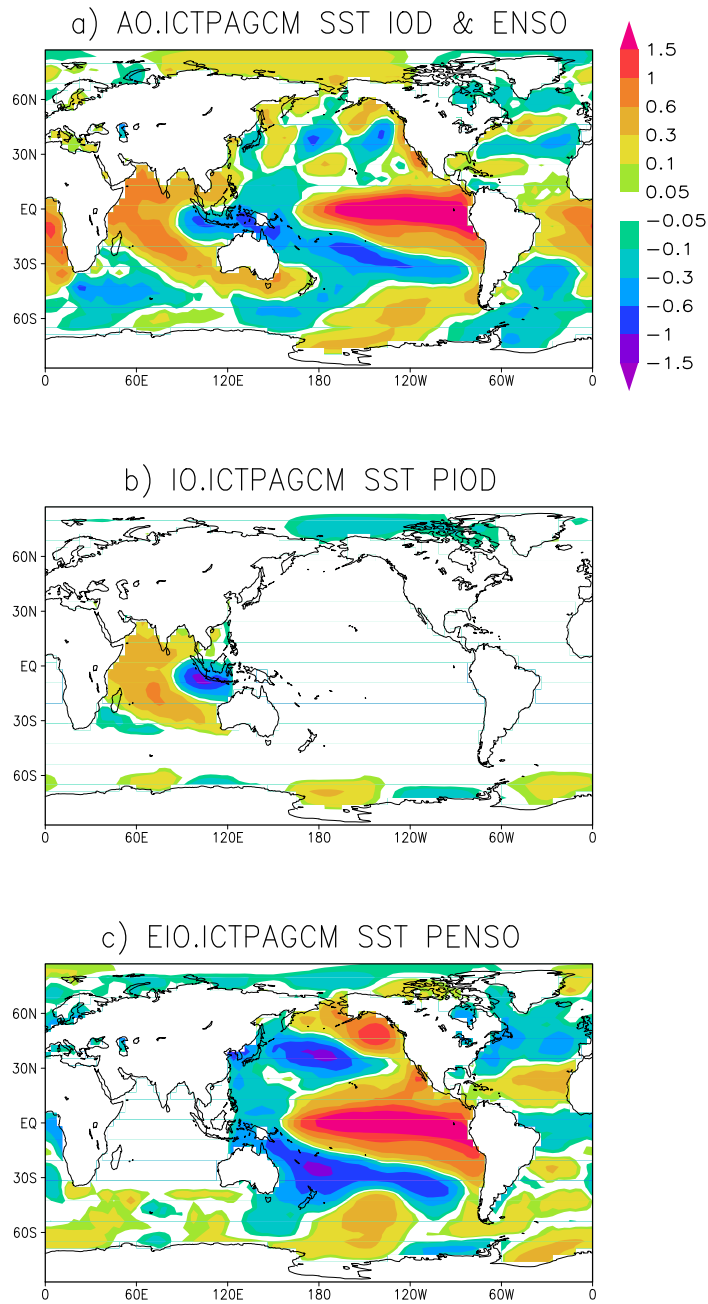 a) AO.ICTPAGCM SST IOD & ENSO
60N
30N
EQ
30S
60S
0 60E 120E 180 120W 60W 0
1.5
1
0.6
0.3
0.1
0.05
−0.05
−0.1
−0.3
−0.6
−1
−1.5
b) IO.ICTPAGCM SST PIOD
60N
30N
EQ
30S
60S
0 60E 120E 180 120W 60W 0
c) EIO.ICTPAGCM SST PENSO
60N
30N
EQ
30S
60S
0 60E 120E 180 120W 60W 0